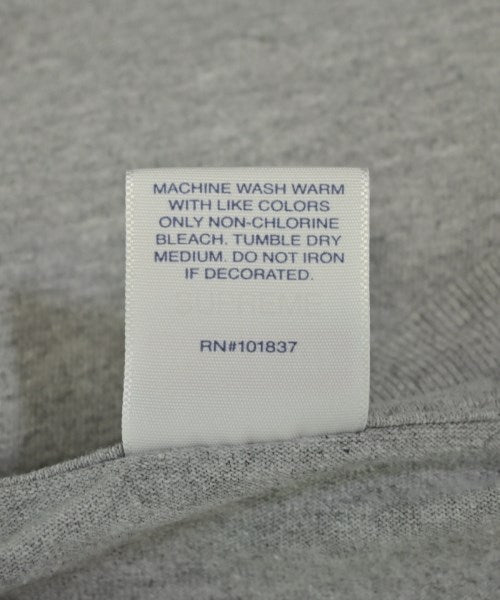 MACHINE WASH WARM
WITH LIKE COLORS
ONLY NON-CHLORINE
BLEACH. TUMBLE DRY
MEDIUM. DO NOT IRON
IF DECORATED.
SUPREME
RN#101837